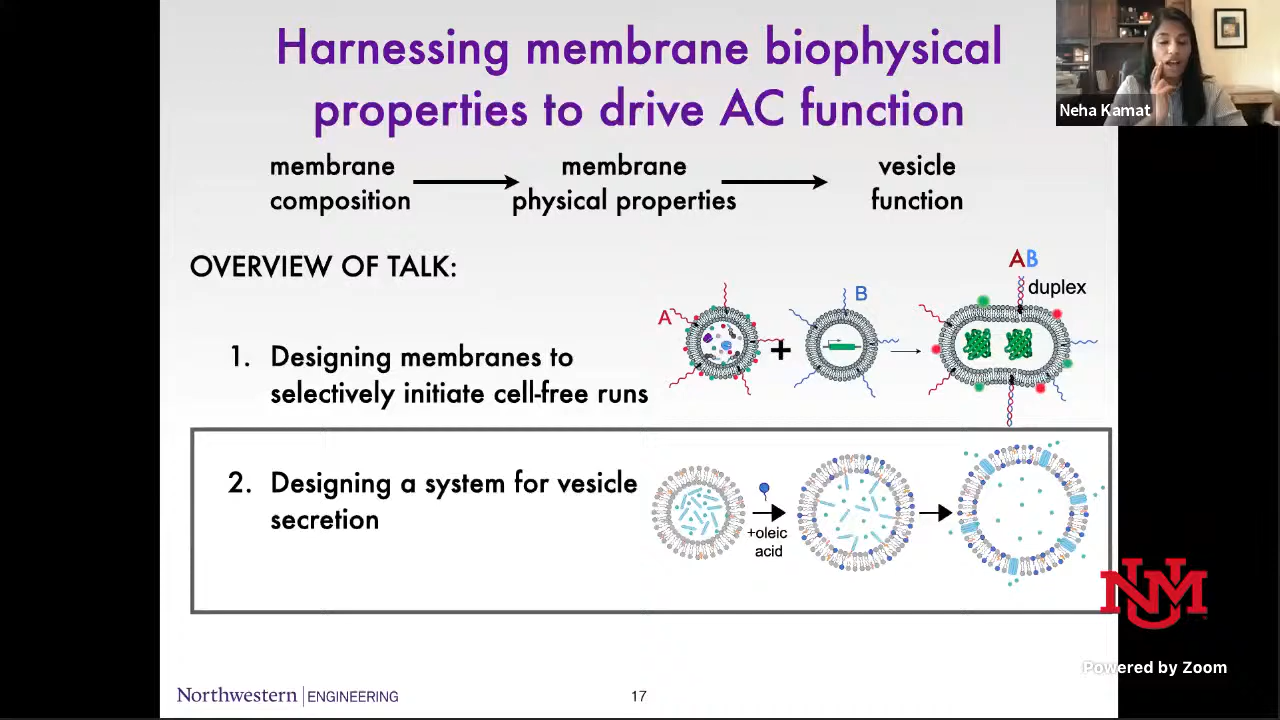 Harnessing membrane biophysical
properties to drive AC function
Neha Kamat
membrane
composition
membrane
physical properties
vesicle
function
OVERVIEW OF TALK:
1. Designing membranes to
selectively initiate cell-free runs
A
+
B
AB
duplex
2. Designing a system for vesicle
secretion
+oleic
acid
UNM
Powered by Zoom
Northwestern | ENGINEERING
17